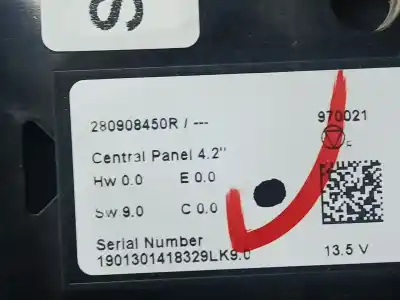 280908450R / ---
970021
Central Panel 4.2"
E
Hw 0.0 E 0.0
Sw 9.0 C 0.0
Serial Number
1901301418329LK9.0
13.5 V